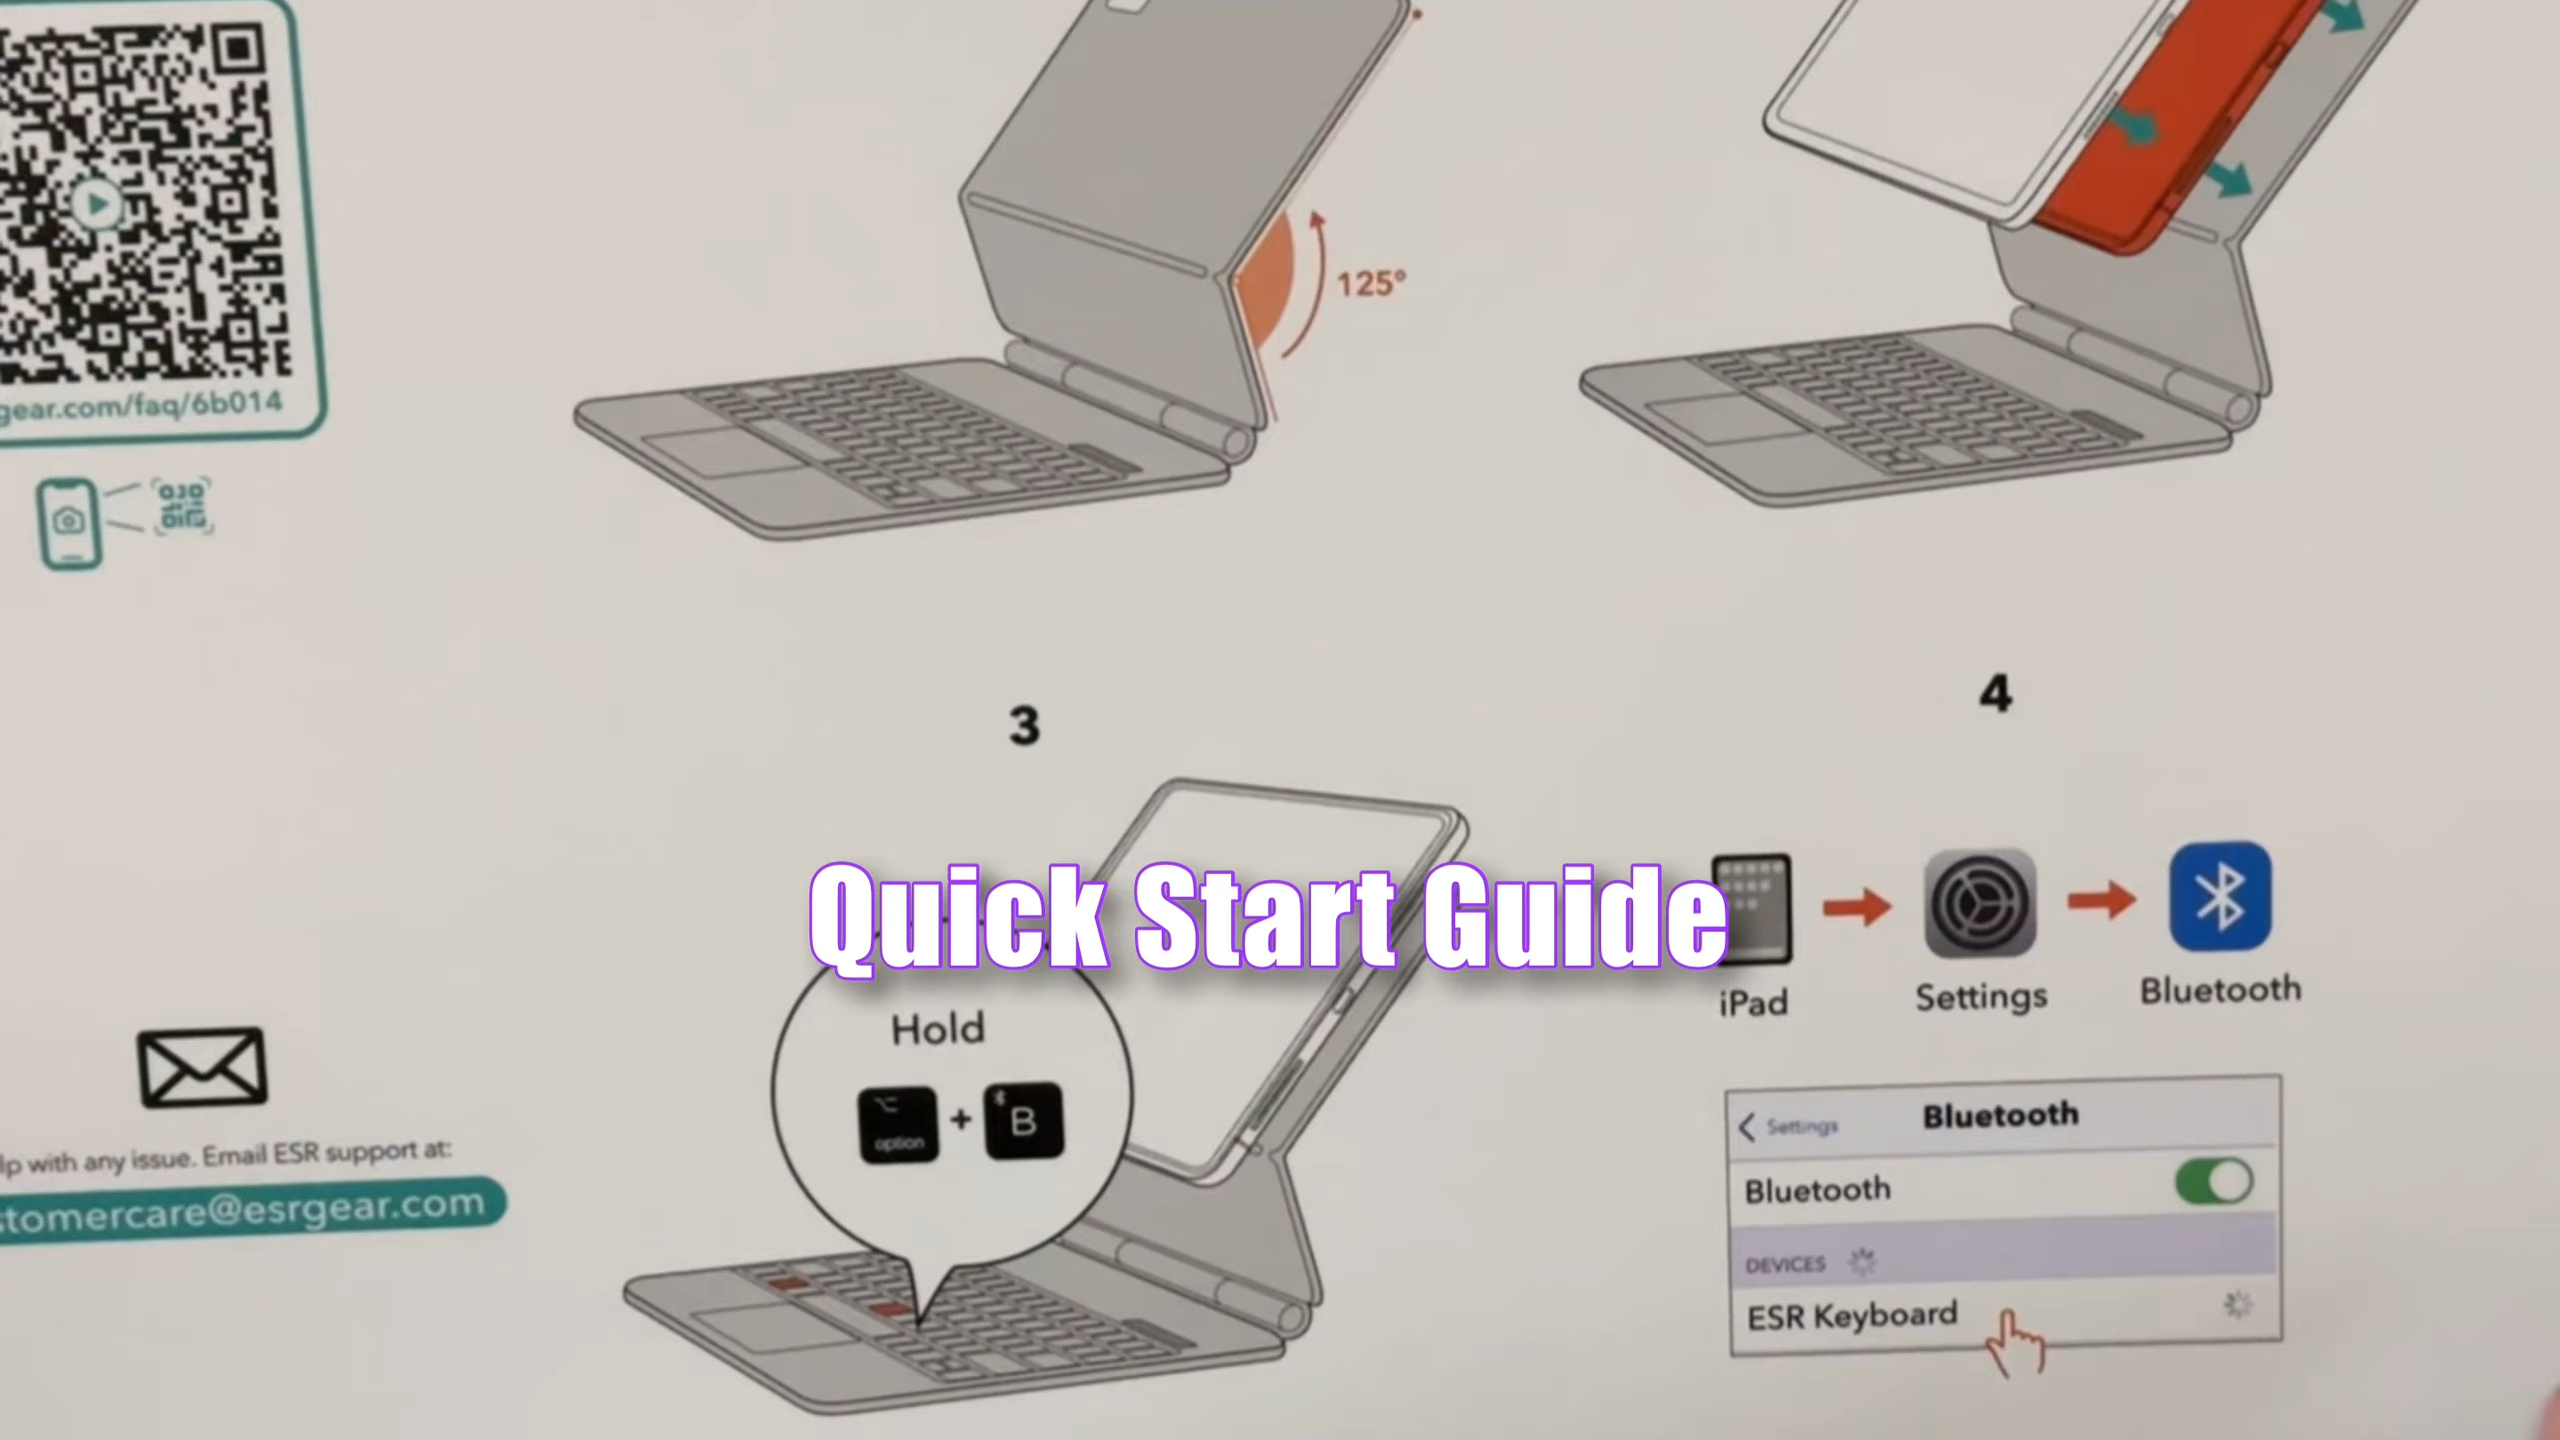 gear.com/faq/6b014
125°
3
4
Quick Start Guide
iPad
Settings
Bluetooth
Hold
option + B
lp with any issue. Email ESR support at:
stomercare@esrgear.com
Settings
Bluetooth
Bluetooth
DEVICES
ESR Keyboard